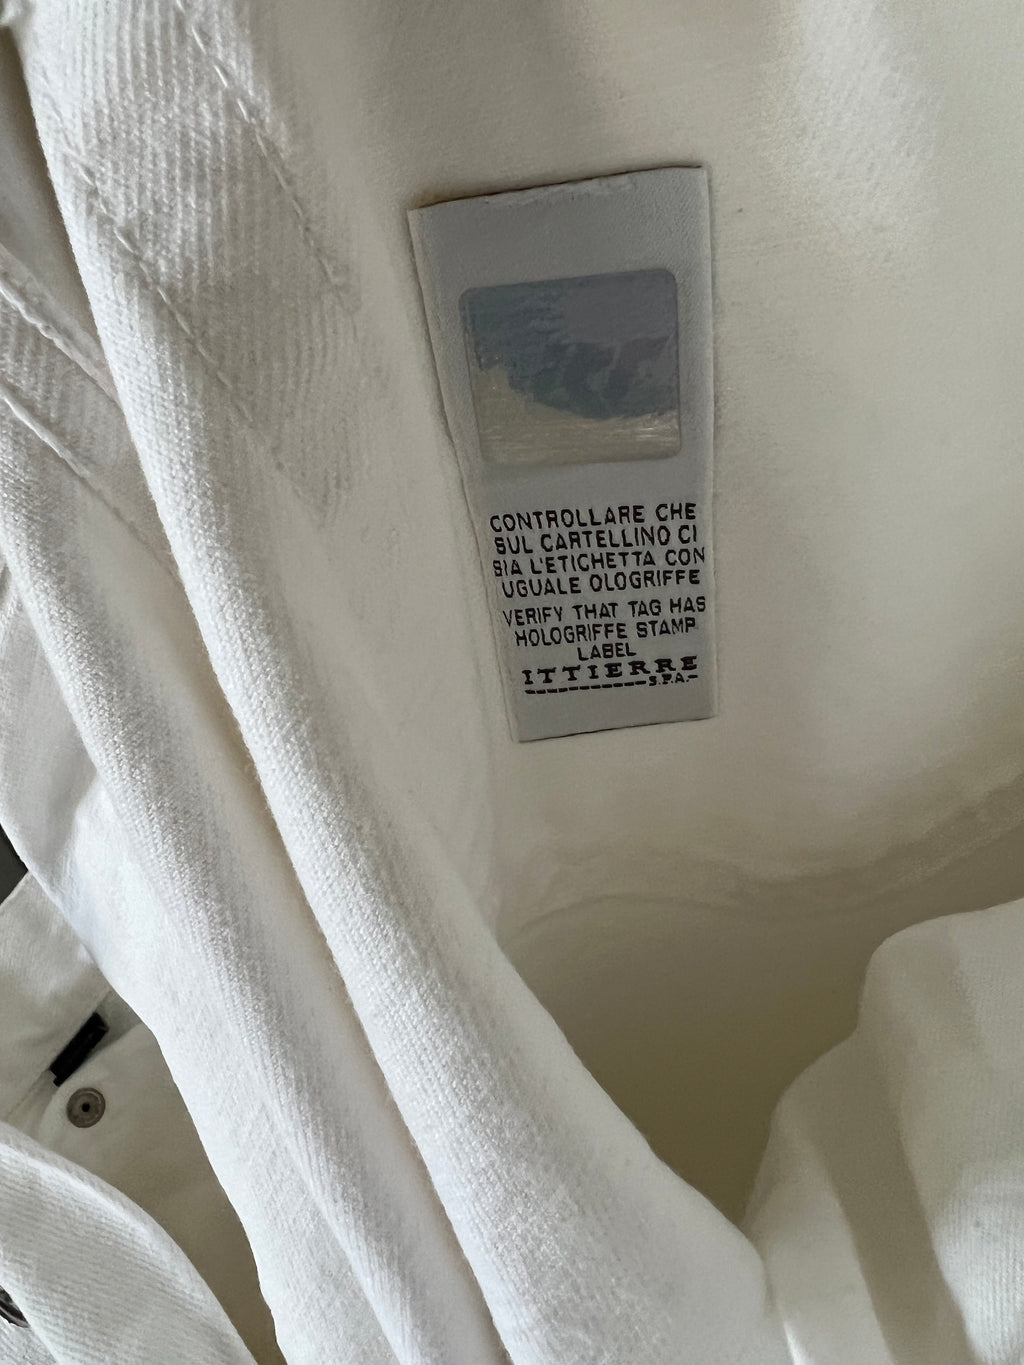 CONTROLLARE CHE
SUL CARTELLINO CI
SIA L'ETICHETTA CON
UGUALE OLOGRIFFE
VERIFY THAT TAG HAS
HOLOGRIFFE STAMP
LABEL
ITTIERRE
S.P.A.